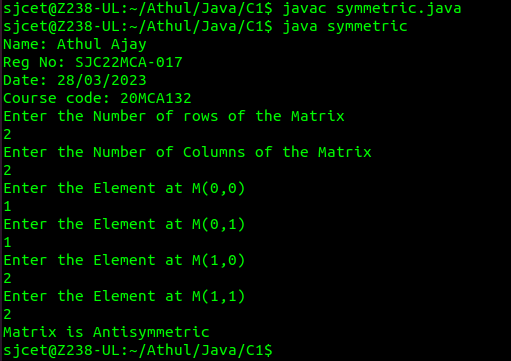 sjcet@Z238-UL:~/Athul/Java/C1$ javac symmetric.java
sjcet@Z238-UL:~/Athul/Java/C1$ java symmetric
Name: Athul Ajay
Reg No: SJC22MCA-017
Date: 28/03/2023
Course code: 20MCA132
Enter the Number of rows of the Matrix
2
Enter the Number of Columns of the Matrix
2
Enter the Element at M(0,0)
1
Enter the Element at M(0,1)
1
Enter the Element at M(1,0)
2
Enter the Element at M(1,1)
2
Matrix is Antisymmetric
sjcet@Z238-UL:~/Athul/Java/C1$